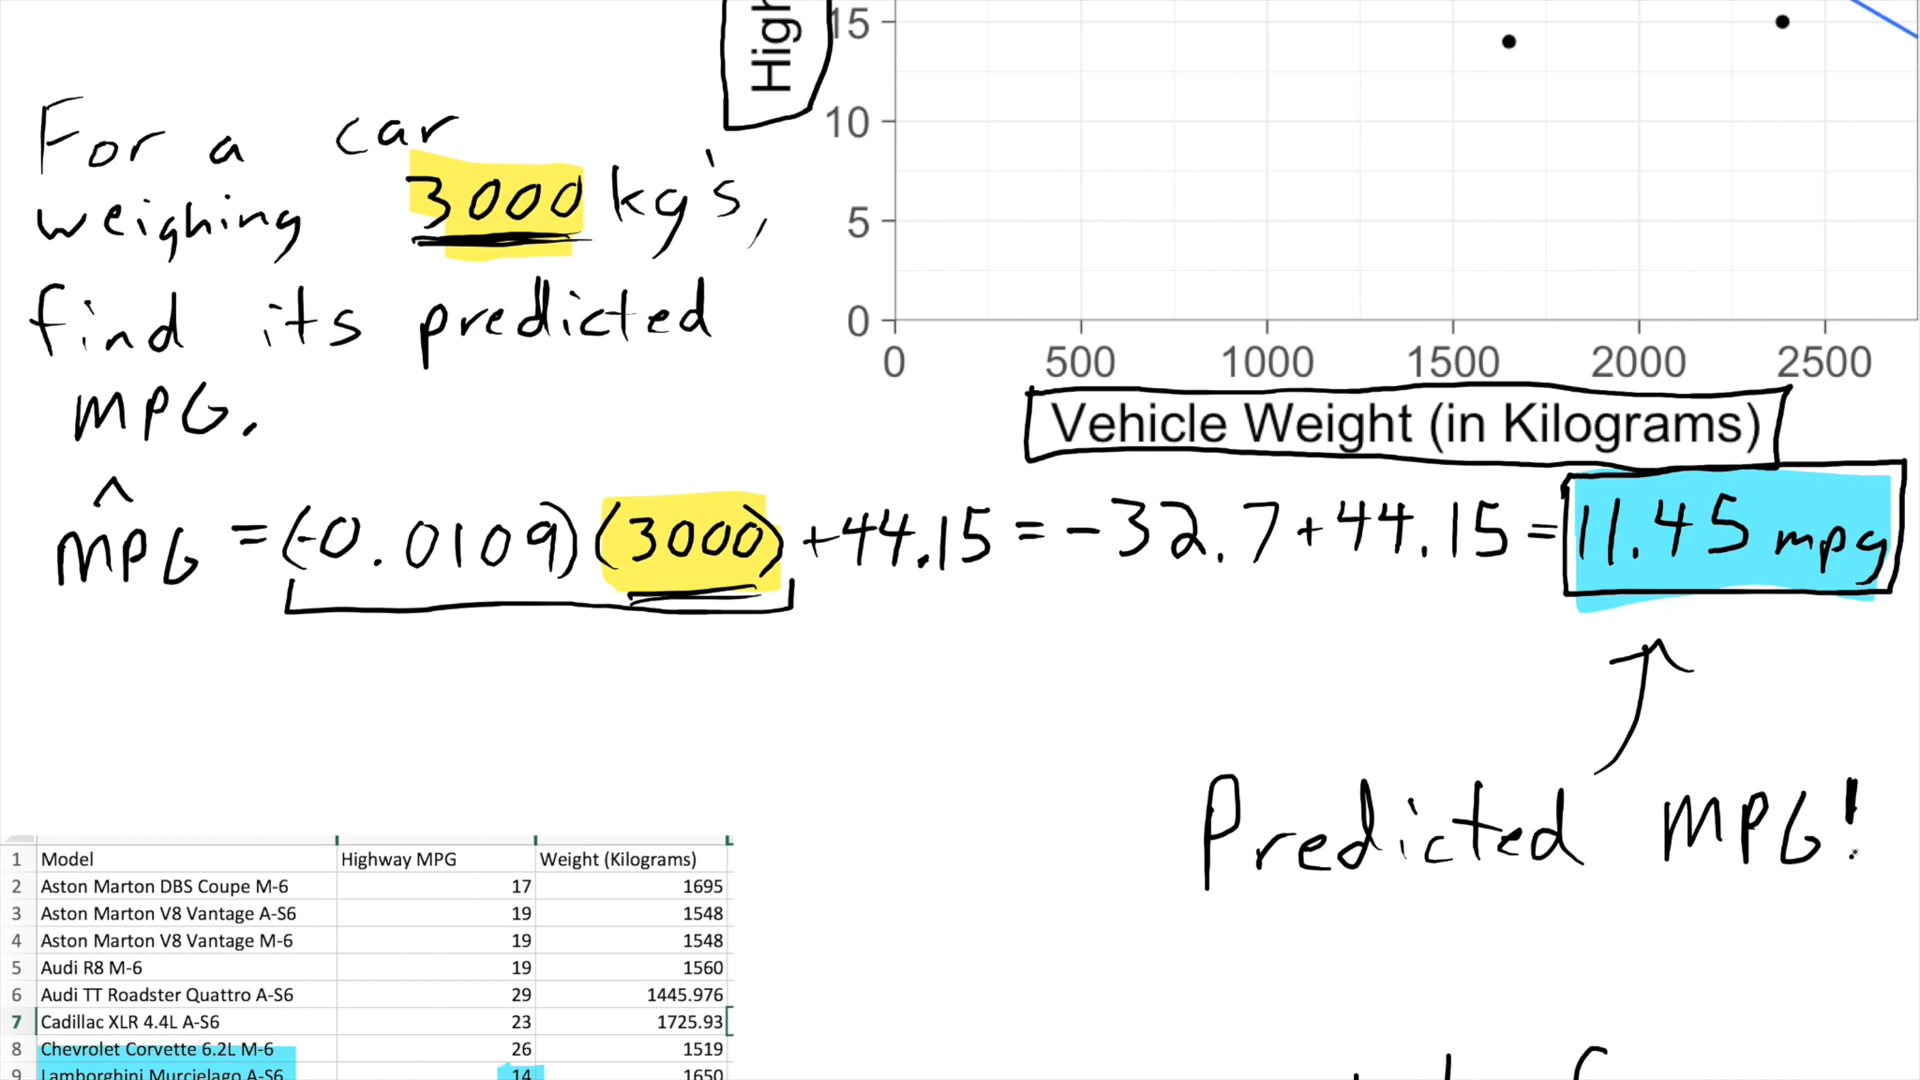 High
15
10
5
0
0 500 1000 1500 2000 2500
Vehicle Weight (in Kilograms)
For a car
weighing 3000 kg's,
find its predicted
MPG.
^
MPG = (-0.0109)(3000) +44.15 = -32.7+44.15 = 11.45 mpg
Predicted MPG!
1 Model Highway MPG Weight (Kilograms)
2 Aston Marton DBS Coupe M-6 17 1695
3 Aston Marton V8 Vantage A-S6 19 1548
4 Aston Marton V8 Vantage M-6 19 1548
5 Audi R8 M-6 19 1560
6 Audi TT Roadster Quattro A-S6 29 1445.976
7 Cadillac XLR 4.4L A-S6 23 1725.93
8 Chevrolet Corvette 6.2L M-6 26 1519
9 Lamborghini Murcielago A-S6 14 1650